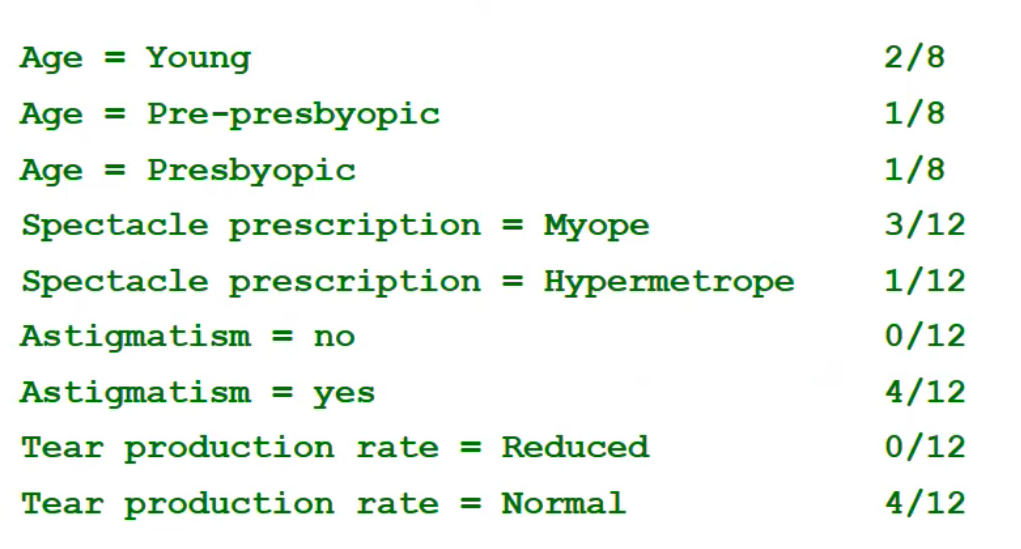 Age = Young 2/8
Age = Pre-presbyopic 1/8
Age = Presbyopic 1/8
Spectacle prescription = Myope 3/12
Spectacle prescription = Hypermetrope 1/12
Astigmatism = no 0/12
Astigmatism = yes 4/12
Tear production rate = Reduced 0/12
Tear production rate = Normal 4/12